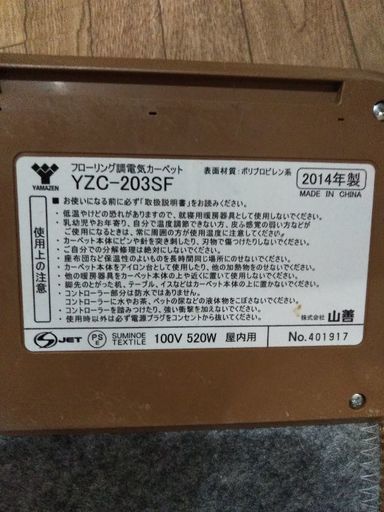 YAMAZEN
フローリング調電気カーペット
YZC-203SF
表面材質:ポリプロピレン系
2014年製
MADE IN CHINA
使用上の注意
■お使いになる前に必ず「取扱説明書」をお読みください。
・低温やけどの恐れがありますので、就寝用暖房器具として使用しないでください。
・乳幼児やお年寄り、自分で温度調節できない方、皮ふ感覚の弱い方などが
ご使用になるときは、まわりの方が注意してあげてください。
また、ご使用になる周囲の方が使用温度に注意してください。
・カーペット本体にピンや針を突き刺したり、刃物で傷つけたりしないでください。
・ご自分での分解修理は絶対にしないでください。
・座布団など保温性のよいものを長時間同じ場所にのせないでください。
・カーペット本体をアイロン台として使用したり、他の加熱物をのせないでください。
・他の暖房器具をカーペット本体の上や近くに置いて使用しないでください。
・脚先のとがった机、テーブル、イスなどはカーペット本体の上に置かないでください。
・コントローラー部分は防水ではありません。
コントローラーに水やお茶、ペットの尿などの液体物をこぼさないでください。
・コントローラーを踏みつけたり、強い衝撃を加えないでください。
・使用時以外は必ず電源プラグをコンセントから抜いてください。
S JET
PS E
SUMINOE TEXTILE
100V 520W 屋内用
No.401917
株式会社 山善